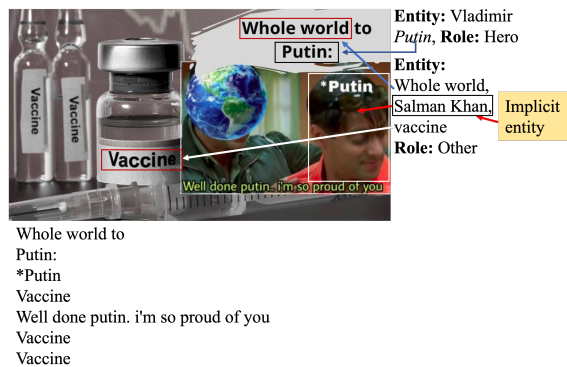 Whole world to
Putin:
*Putin
Vaccine
Vaccine
Vaccine
Well done putin.. i'm so proud of you
Entity: Vladimir
Putin, Role: Hero
Entity:
Whole world,
Salman Khan,
vaccine
Role: Other
Implicit
entity
Whole world to
Putin:
*Putin
Vaccine
Well done putin. i'm so proud of you
Vaccine
Vaccine